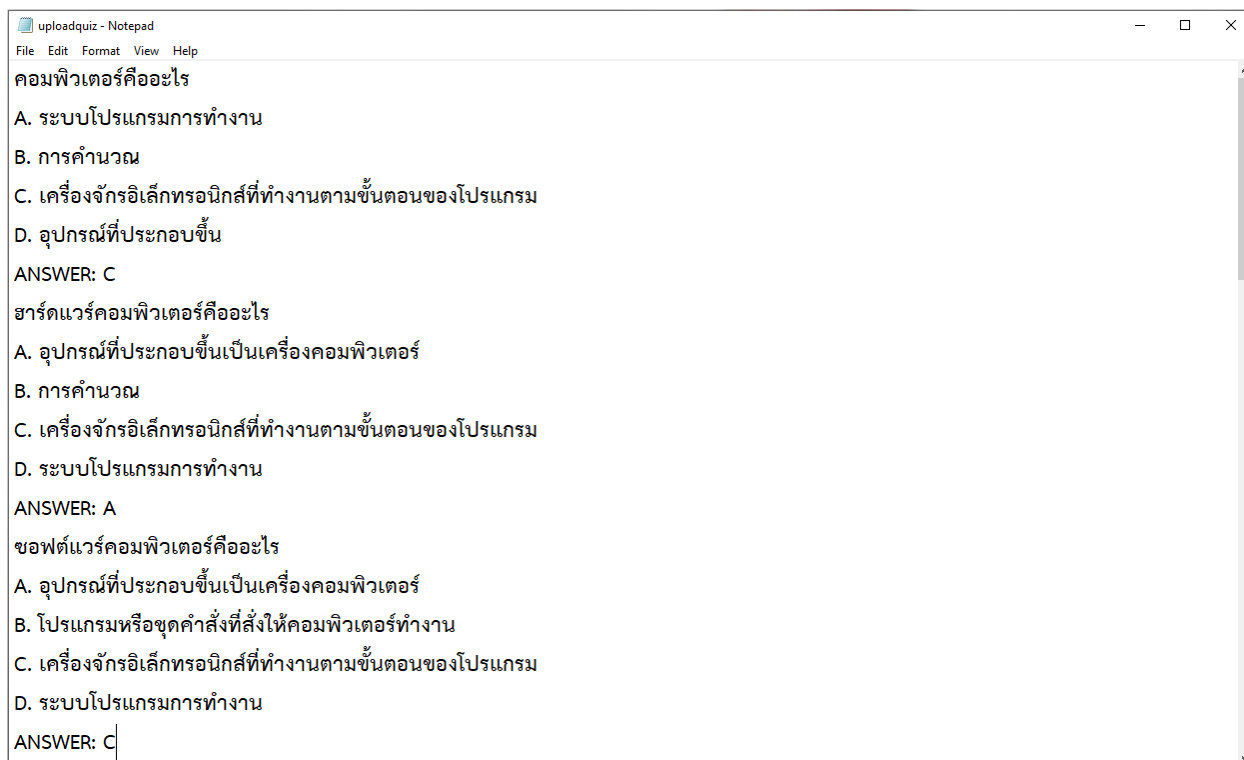 uploadquiz - Notepad
File Edit Format View Help
คอมพิวเตอร์คืออะไร
A. ระบบโปรแกรมการทำงาน
B. การคำนวณ
C. เครื่องจักรอิเล็กทรอนิกส์ที่ทำงานตามขั้นตอนของโปรแกรม
D. อุปกรณ์ที่ประกอบขึ้น
ANSWER: C
ฮาร์ดแวร์คอมพิวเตอร์คืออะไร
A. อุปกรณ์ที่ประกอบขึ้นเป็นเครื่องคอมพิวเตอร์
B. การคำนวณ
C. เครื่องจักรอิเล็กทรอนิกส์ที่ทำงานตามขั้นตอนของโปรแกรม
D. ระบบโปรแกรมการทำงาน
ANSWER: A
ซอฟต์แวร์คอมพิวเตอร์คืออะไร
A. อุปกรณ์ที่ประกอบขึ้นเป็นเครื่องคอมพิวเตอร์
B. โปรแกรมหรือชุดคำสั่งที่สั่งให้คอมพิวเตอร์ทำงาน
C. เครื่องจักรอิเล็กทรอนิกส์ที่ทำงานตามขั้นตอนของโปรแกรม
D. ระบบโปรแกรมการทำงาน
ANSWER: C